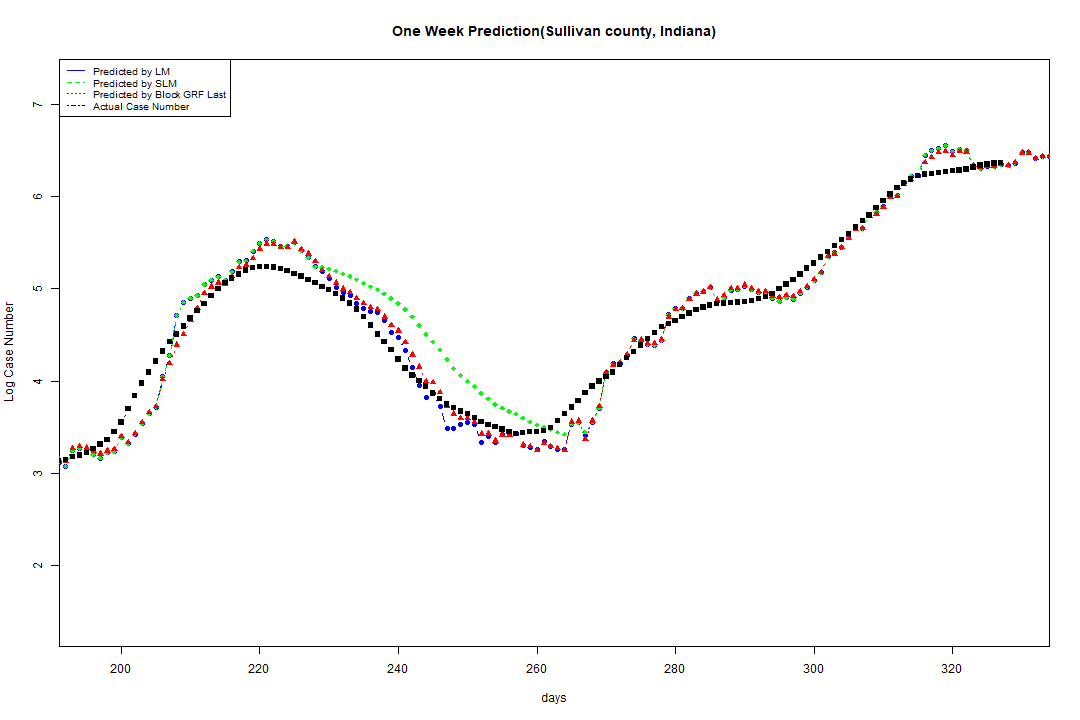 One Week Prediction(Sullivan county, Indiana)
Predicted by LM
Predicted by SLM
Predicted by Block GRF Last
Actual Case Number
7
6
5
4
3
2
Log Case Number
200 220 240 260 280 300 320
days